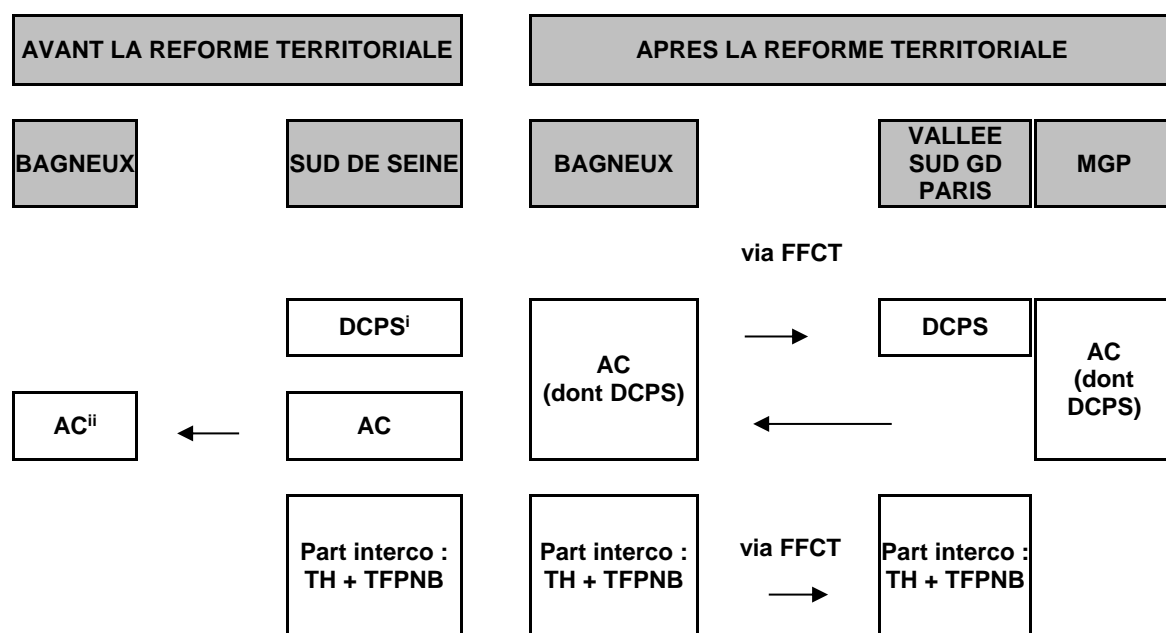 AVANT LA REFORME TERRITORIALE
APRES LA REFORME TERRITORIALE
BAGNEUX
SUD DE SEINE
BAGNEUX
VALLEE
SUD GD
PARIS
MGP
via FFCT
DCPSⁱ
AC
(dont DCPS)
DCPS
AC
(dont
DCPS)
ACⁱⁱ
AC
Part interco :
TH + TFPNB
Part interco :
TH + TFPNB
via FFCT
Part interco :
TH + TFPNB